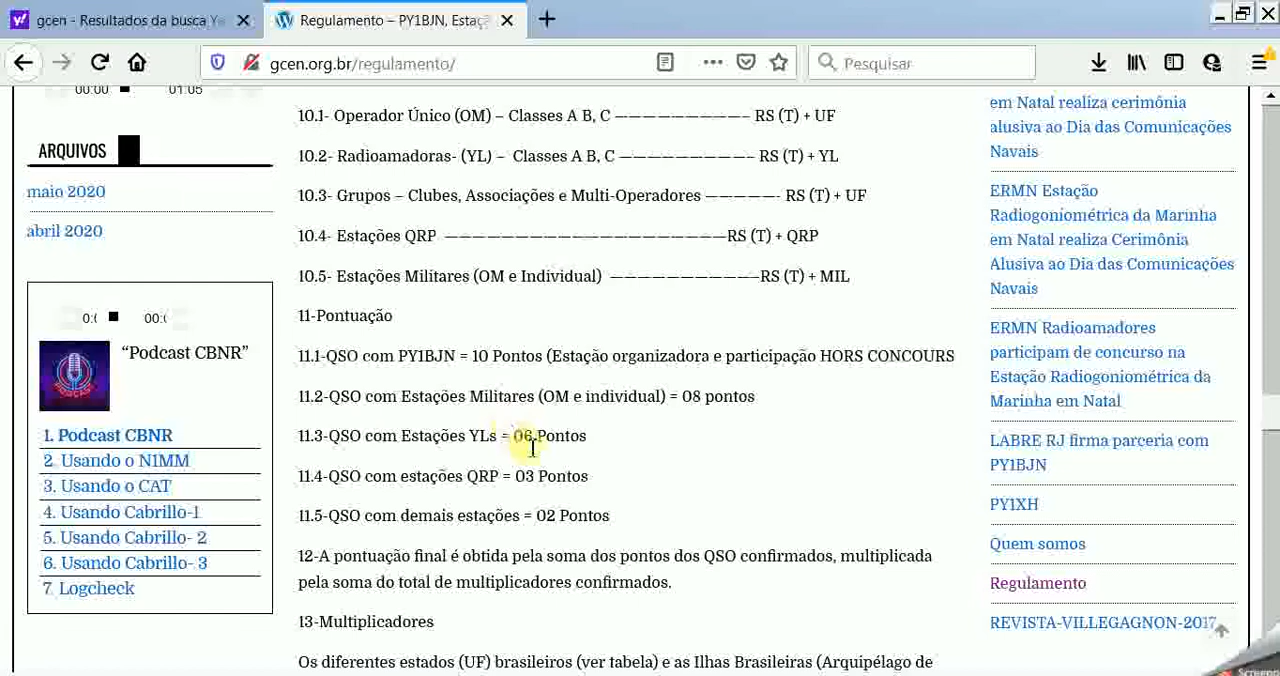 gcen - Resultados da busca Y
Regulamento – PY1BJN, Estaç
gcen.org.br/regulamento/
Pesquisar
00:00 01:05
ARQUIVOS
maio 2020
abril 2020
0:( 00:(
“Podcast CBNR”
1. Podcast CBNR
2. Usando o N1MM
3. Usando o CAT
4. Usando Cabrillo-1
5. Usando Cabrillo- 2
6. Usando Cabrillo- 3
7. Logcheck
10.1- Operador Único (OM) – Classes A B, C —————————– RS (T) + UF
10.2- Radioamadoras- (YL) – Classes A B, C —————————– RS (T) + YL
10.3- Grupos – Clubes, Associações e Multi-Operadores —————- RS (T) + UF
10.4- Estações QRP ——————————————————RS (T) + QRP
10.5- Estações Militares (OM e Individual) —————————–RS (T) + MIL
11-Pontuação
11.1-QSO com PY1BJN = 10 Pontos (Estação organizadora e participação HORS CONCOURS
11.2-QSO com Estações Militares (OM e individual) = 08 pontos
11.3-QSO com Estações YLs = 06 Pontos
11.4-QSO com estações QRP = 03 Pontos
11.5-QSO com demais estações = 02 Pontos
12-A pontuação final é obtida pela soma dos pontos dos QSO confirmados, multiplicada
pela soma do total de multiplicadores confirmados.
13-Multiplicadores
Os diferentes estados (UF) brasileiros (ver tabela) e as Ilhas Brasileiras (Arquipélago de
em Natal realiza cerimônia
alusiva ao Dia das Comunicações
Navais
ERMN Estação
Radiogoniométrica da Marinha
em Natal realiza Cerimônia
Alusiva ao Dia das Comunicações
Navais
ERMN Radioamadores
participam de concurso na
Estação Radiogoniométrica da
Marinha em Natal
LABRE RJ firma parceria com
PY1BJN
PY1XH
Quem somos
Regulamento
REVISTA-VILLEGAGNON-2017